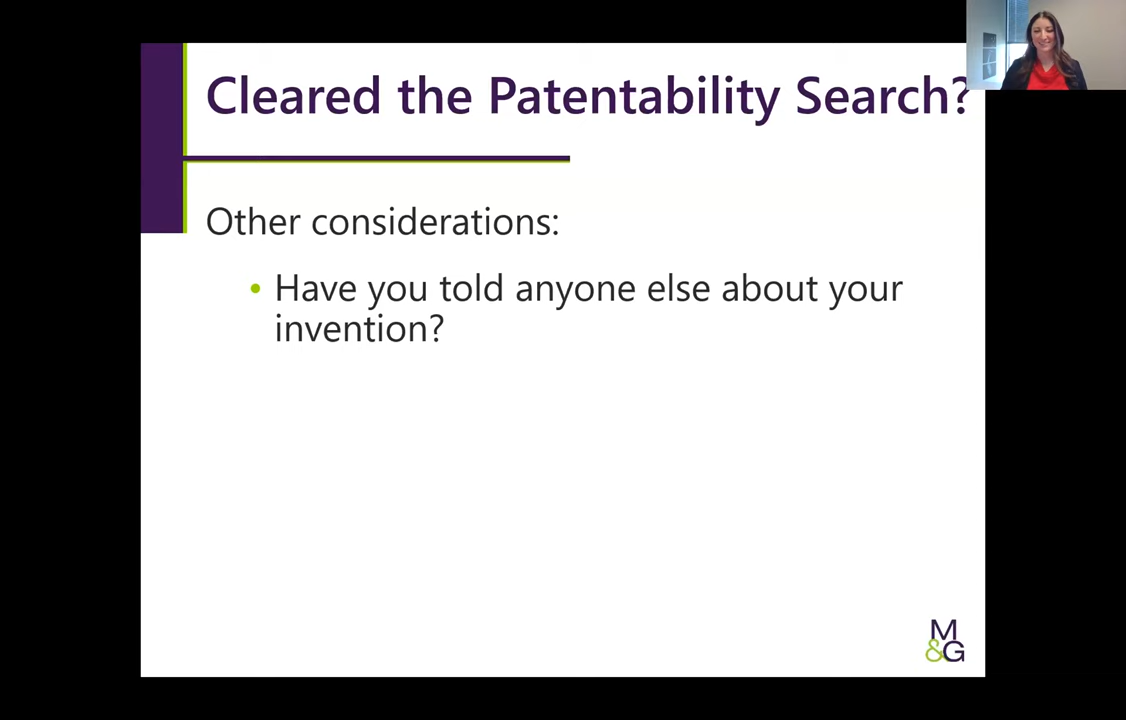 Cleared the Patentability Search?
Other considerations:
• Have you told anyone else about your
invention?
M
&G